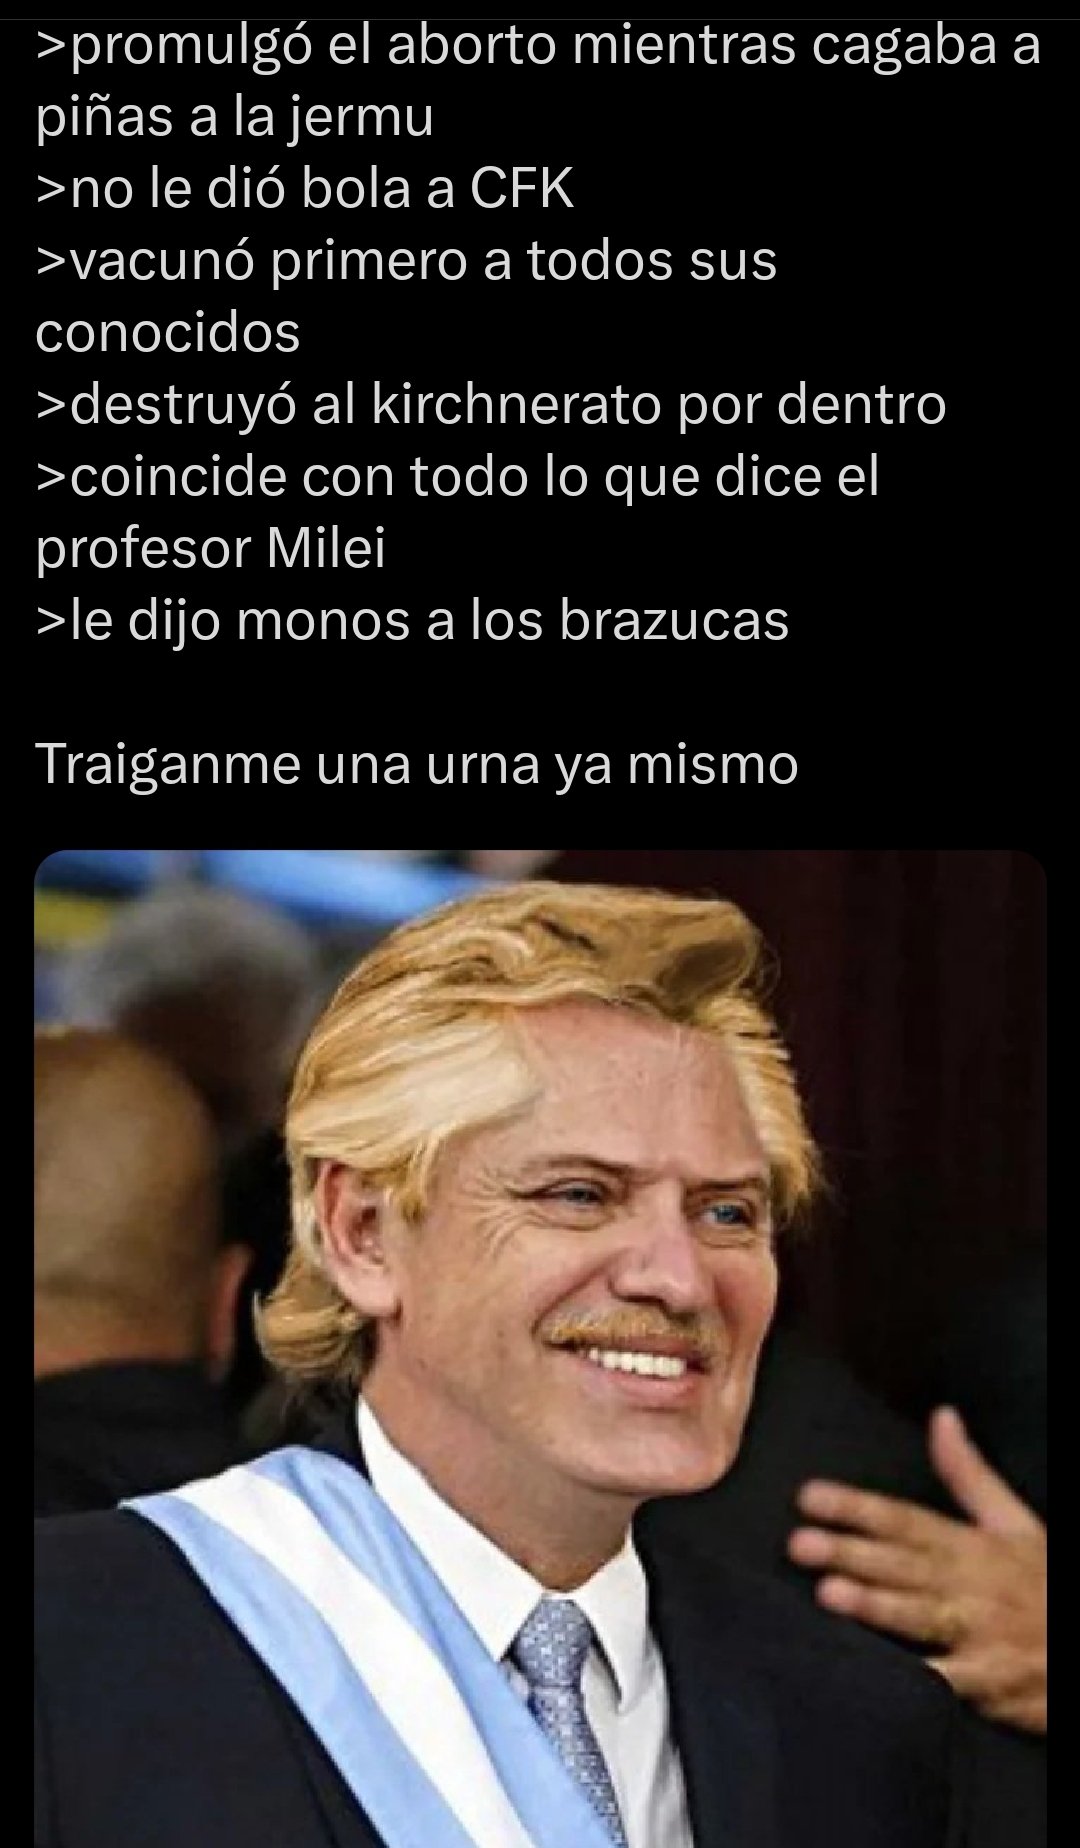 >promulgó el aborto mientras cagaba a
piñas a la jermu
>no le dió bola a CFK
>vacunó primero a todos sus
conocidos
>destruyó al kirchnerato por dentro
>coincide con todo lo que dice el
profesor Milei
>le dijo monos a los brazucas
Traiganme una urna ya mismo